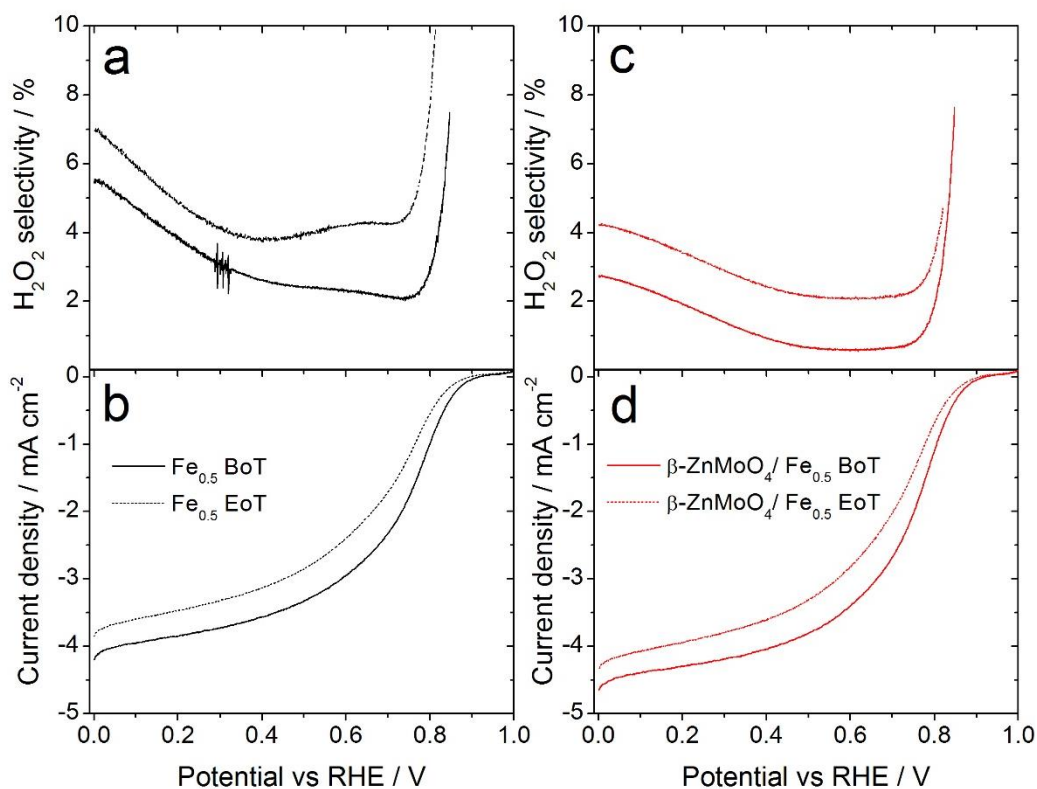 a
H₂O₂ selectivity / %
10
8
6
4
2
c
H₂O₂ selectivity / %
10
8
6
4
2
b
Current density / mA cm⁻²
0
-1
-2
-3
-4
-5
Fe₀.₅ BoT
Fe₀.₅ EoT
0.0 0.2 0.4 0.6 0.8 1.0
Potential vs RHE / V
d
Current density / mA cm⁻²
0
-1
-2
-3
-4
-5
β-ZnMoO₄/ Fe₀.₅ BoT
β-ZnMoO₄/ Fe₀.₅ EoT
0.0 0.2 0.4 0.6 0.8 1.0
Potential vs RHE / V